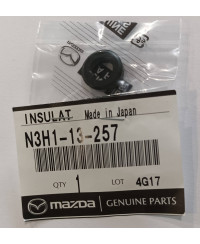 INSULAT Made in Japan
N3H1-13-257
QTY 1 LOT 4G17
mazda GENUINE PARTS